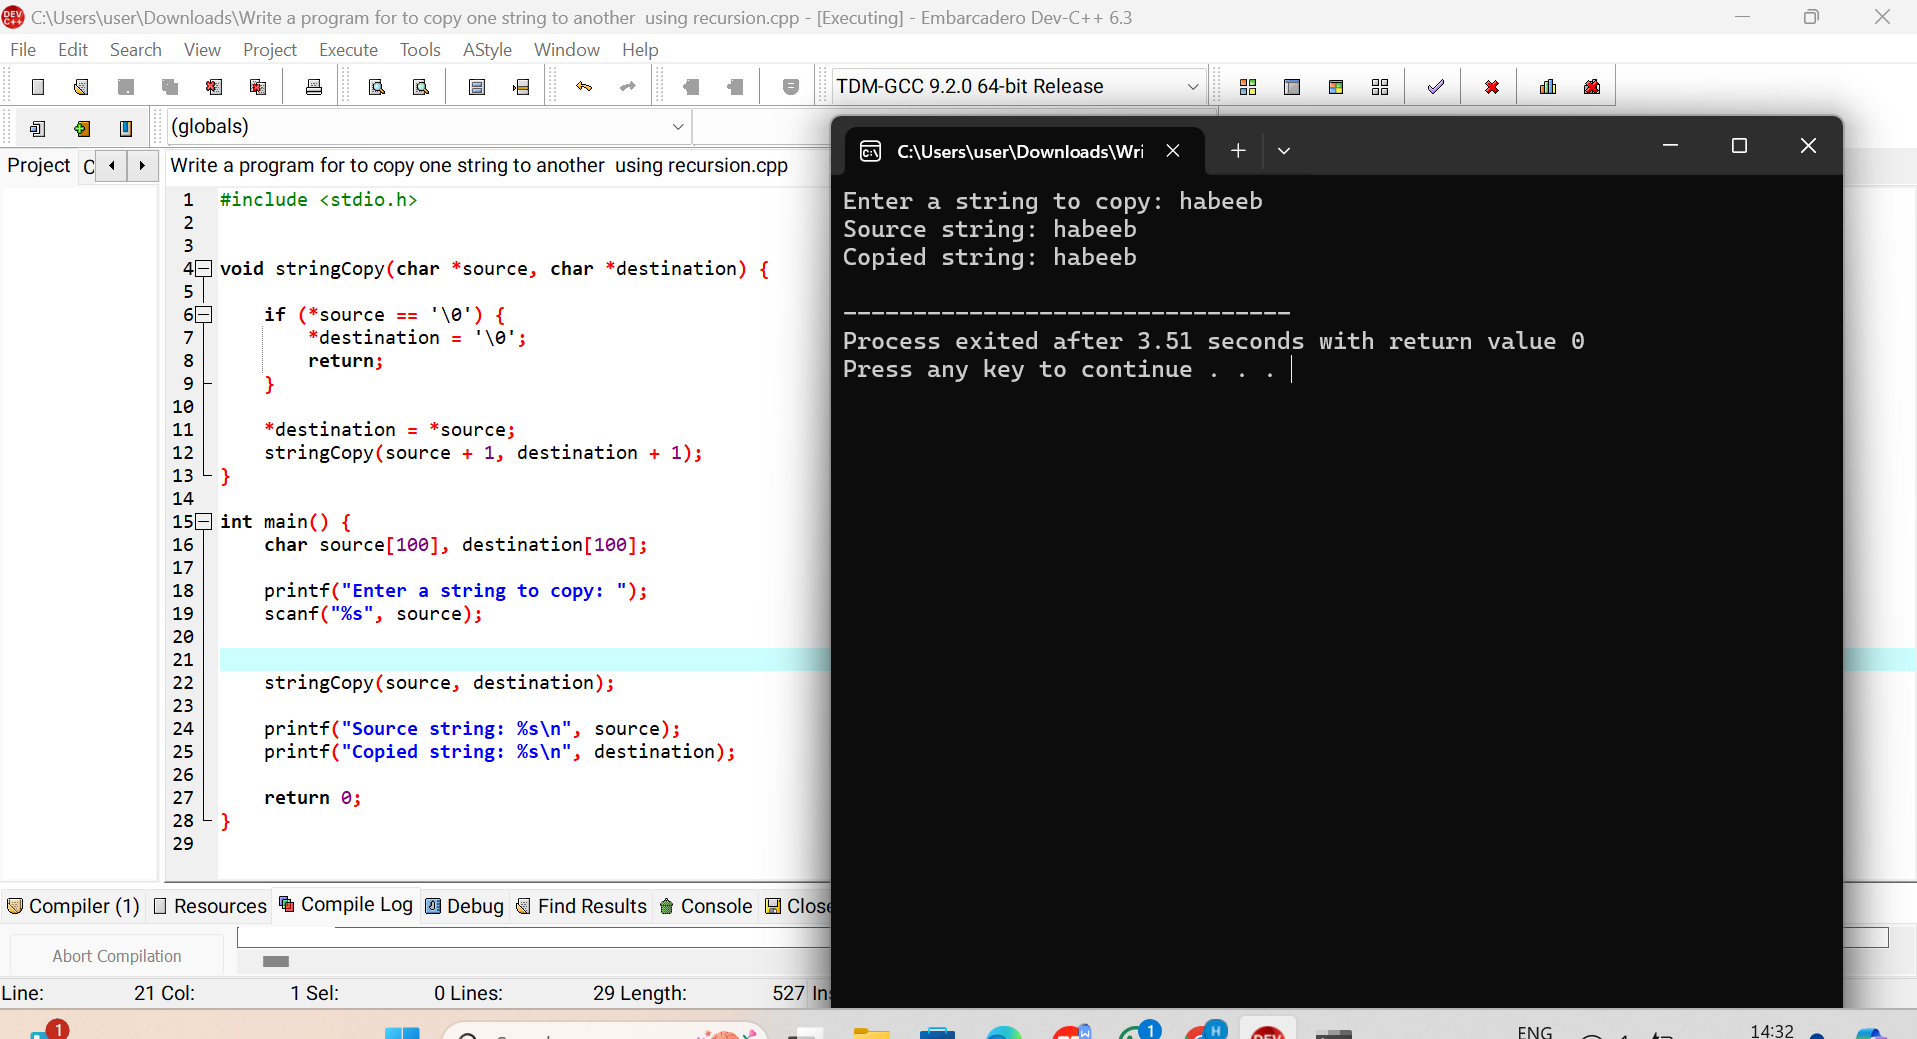 C:\Users\user\Downloads\Write a program for to copy one string to another  using recursion.cpp - [Executing] - Embarcadero Dev-C++ 6.3
File Edit Search View Project Execute Tools AStyle Window Help
TDM-GCC 9.2.0 64-bit Release
(globals)
Project C
Write a program for to copy one string to another  using recursion.cpp
1 #include <stdio.h>
2
3
4 void stringCopy(char *source, char *destination) {
5
6     if (*source == '\0') {
7         *destination = '\0';
8         return;
9     }
10
11     *destination = *source;
12     stringCopy(source + 1, destination + 1);
13 }
14
15 int main() {
16     char source[100], destination[100];
17
18     printf("Enter a string to copy: ");
19     scanf("%s", source);
20
21
22     stringCopy(source, destination);
23
24     printf("Source string: %s\n", source);
25     printf("Copied string: %s\n", destination);
26
27     return 0;
28 }
29
C:\Users\user\Downloads\Wri
Enter a string to copy: habeeb
Source string: habeeb
Copied string: habeeb
--------------------------------
Process exited after 3.51 seconds with return value 0
Press any key to continue . . .
Compiler (1) Resources Compile Log Debug Find Results Console Close
Abort Compilation
Line: 21 Col: 1 Sel: 0 Lines: 29 Length: 527 Ins
1 1 H DEV ENG 14:32